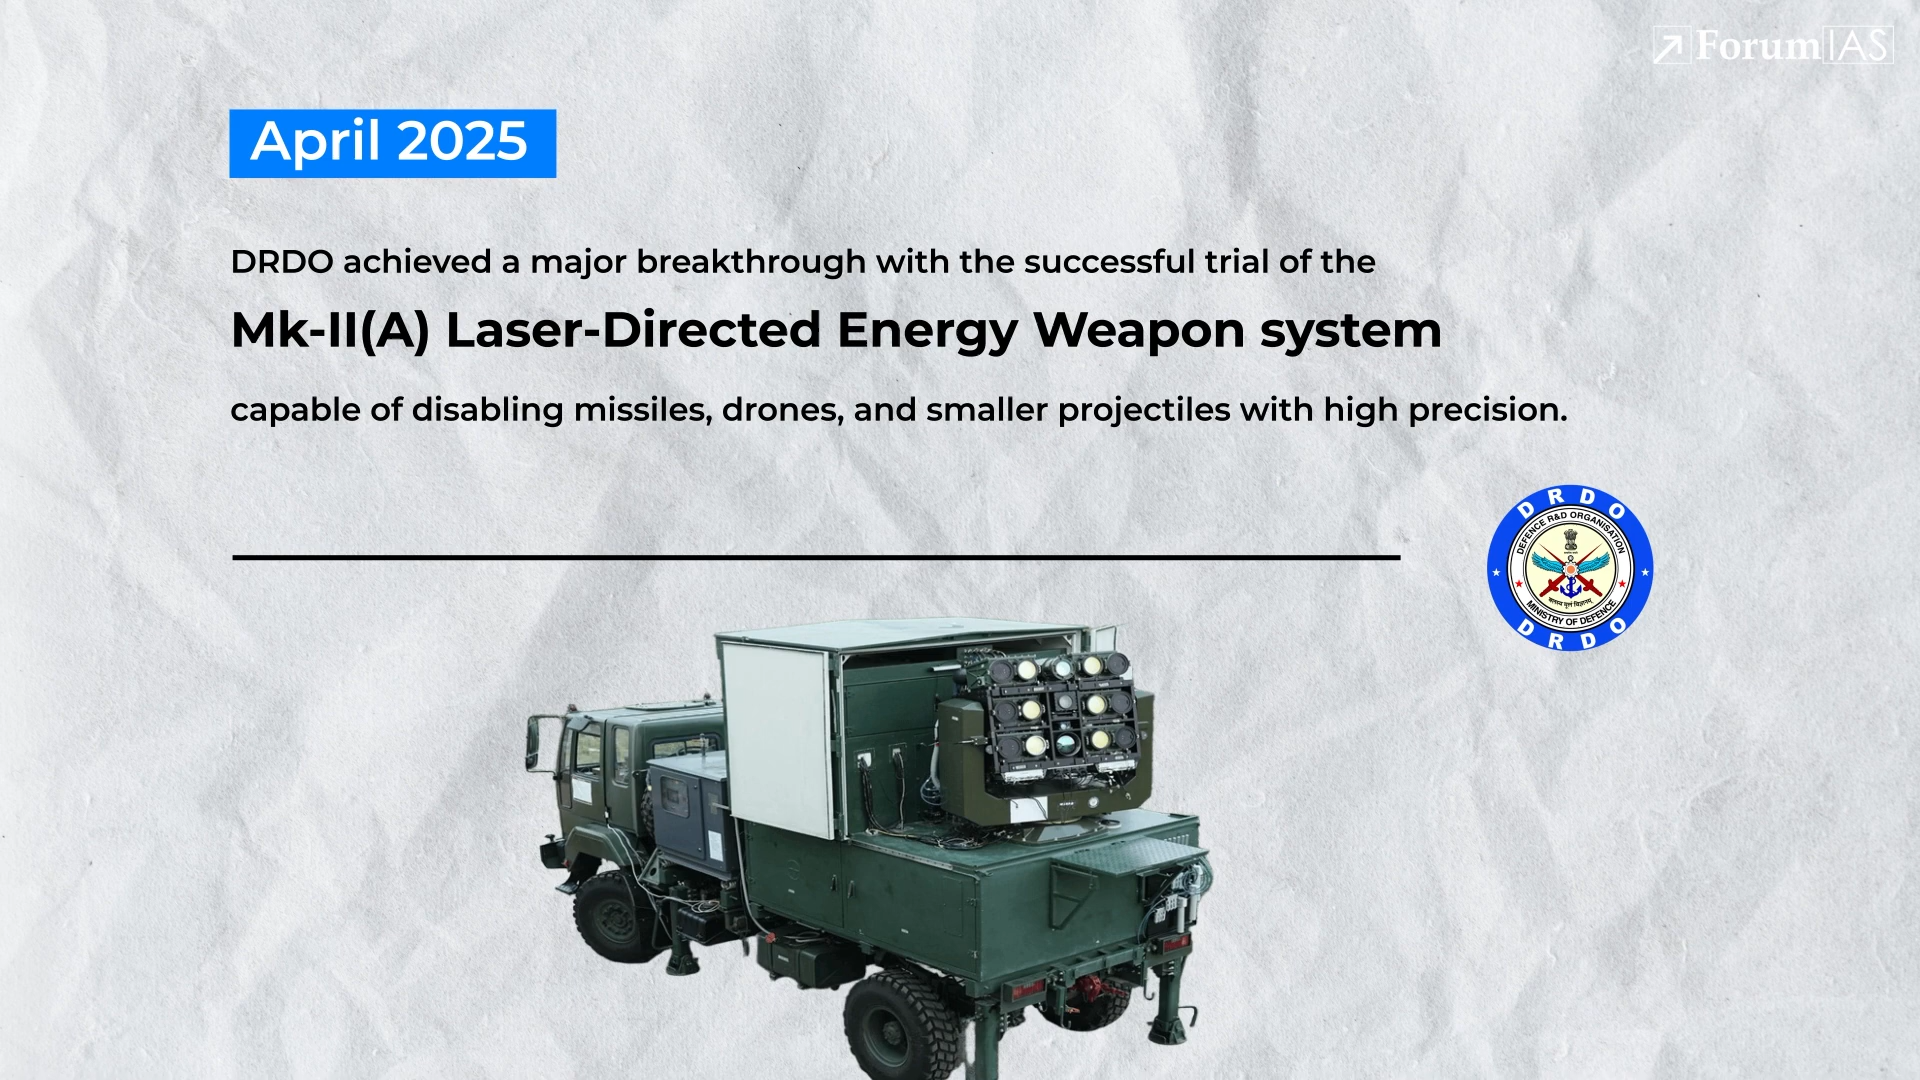 ForumIAS
April 2025
DRDO achieved a major breakthrough with the successful trial of the
Mk-II(A) Laser-Directed Energy Weapon system
capable of disabling missiles, drones, and smaller projectiles with high precision.
DRDO
DEFENCE R&D ORGANISATION
MINISTRY OF DEFENCE
DRDO